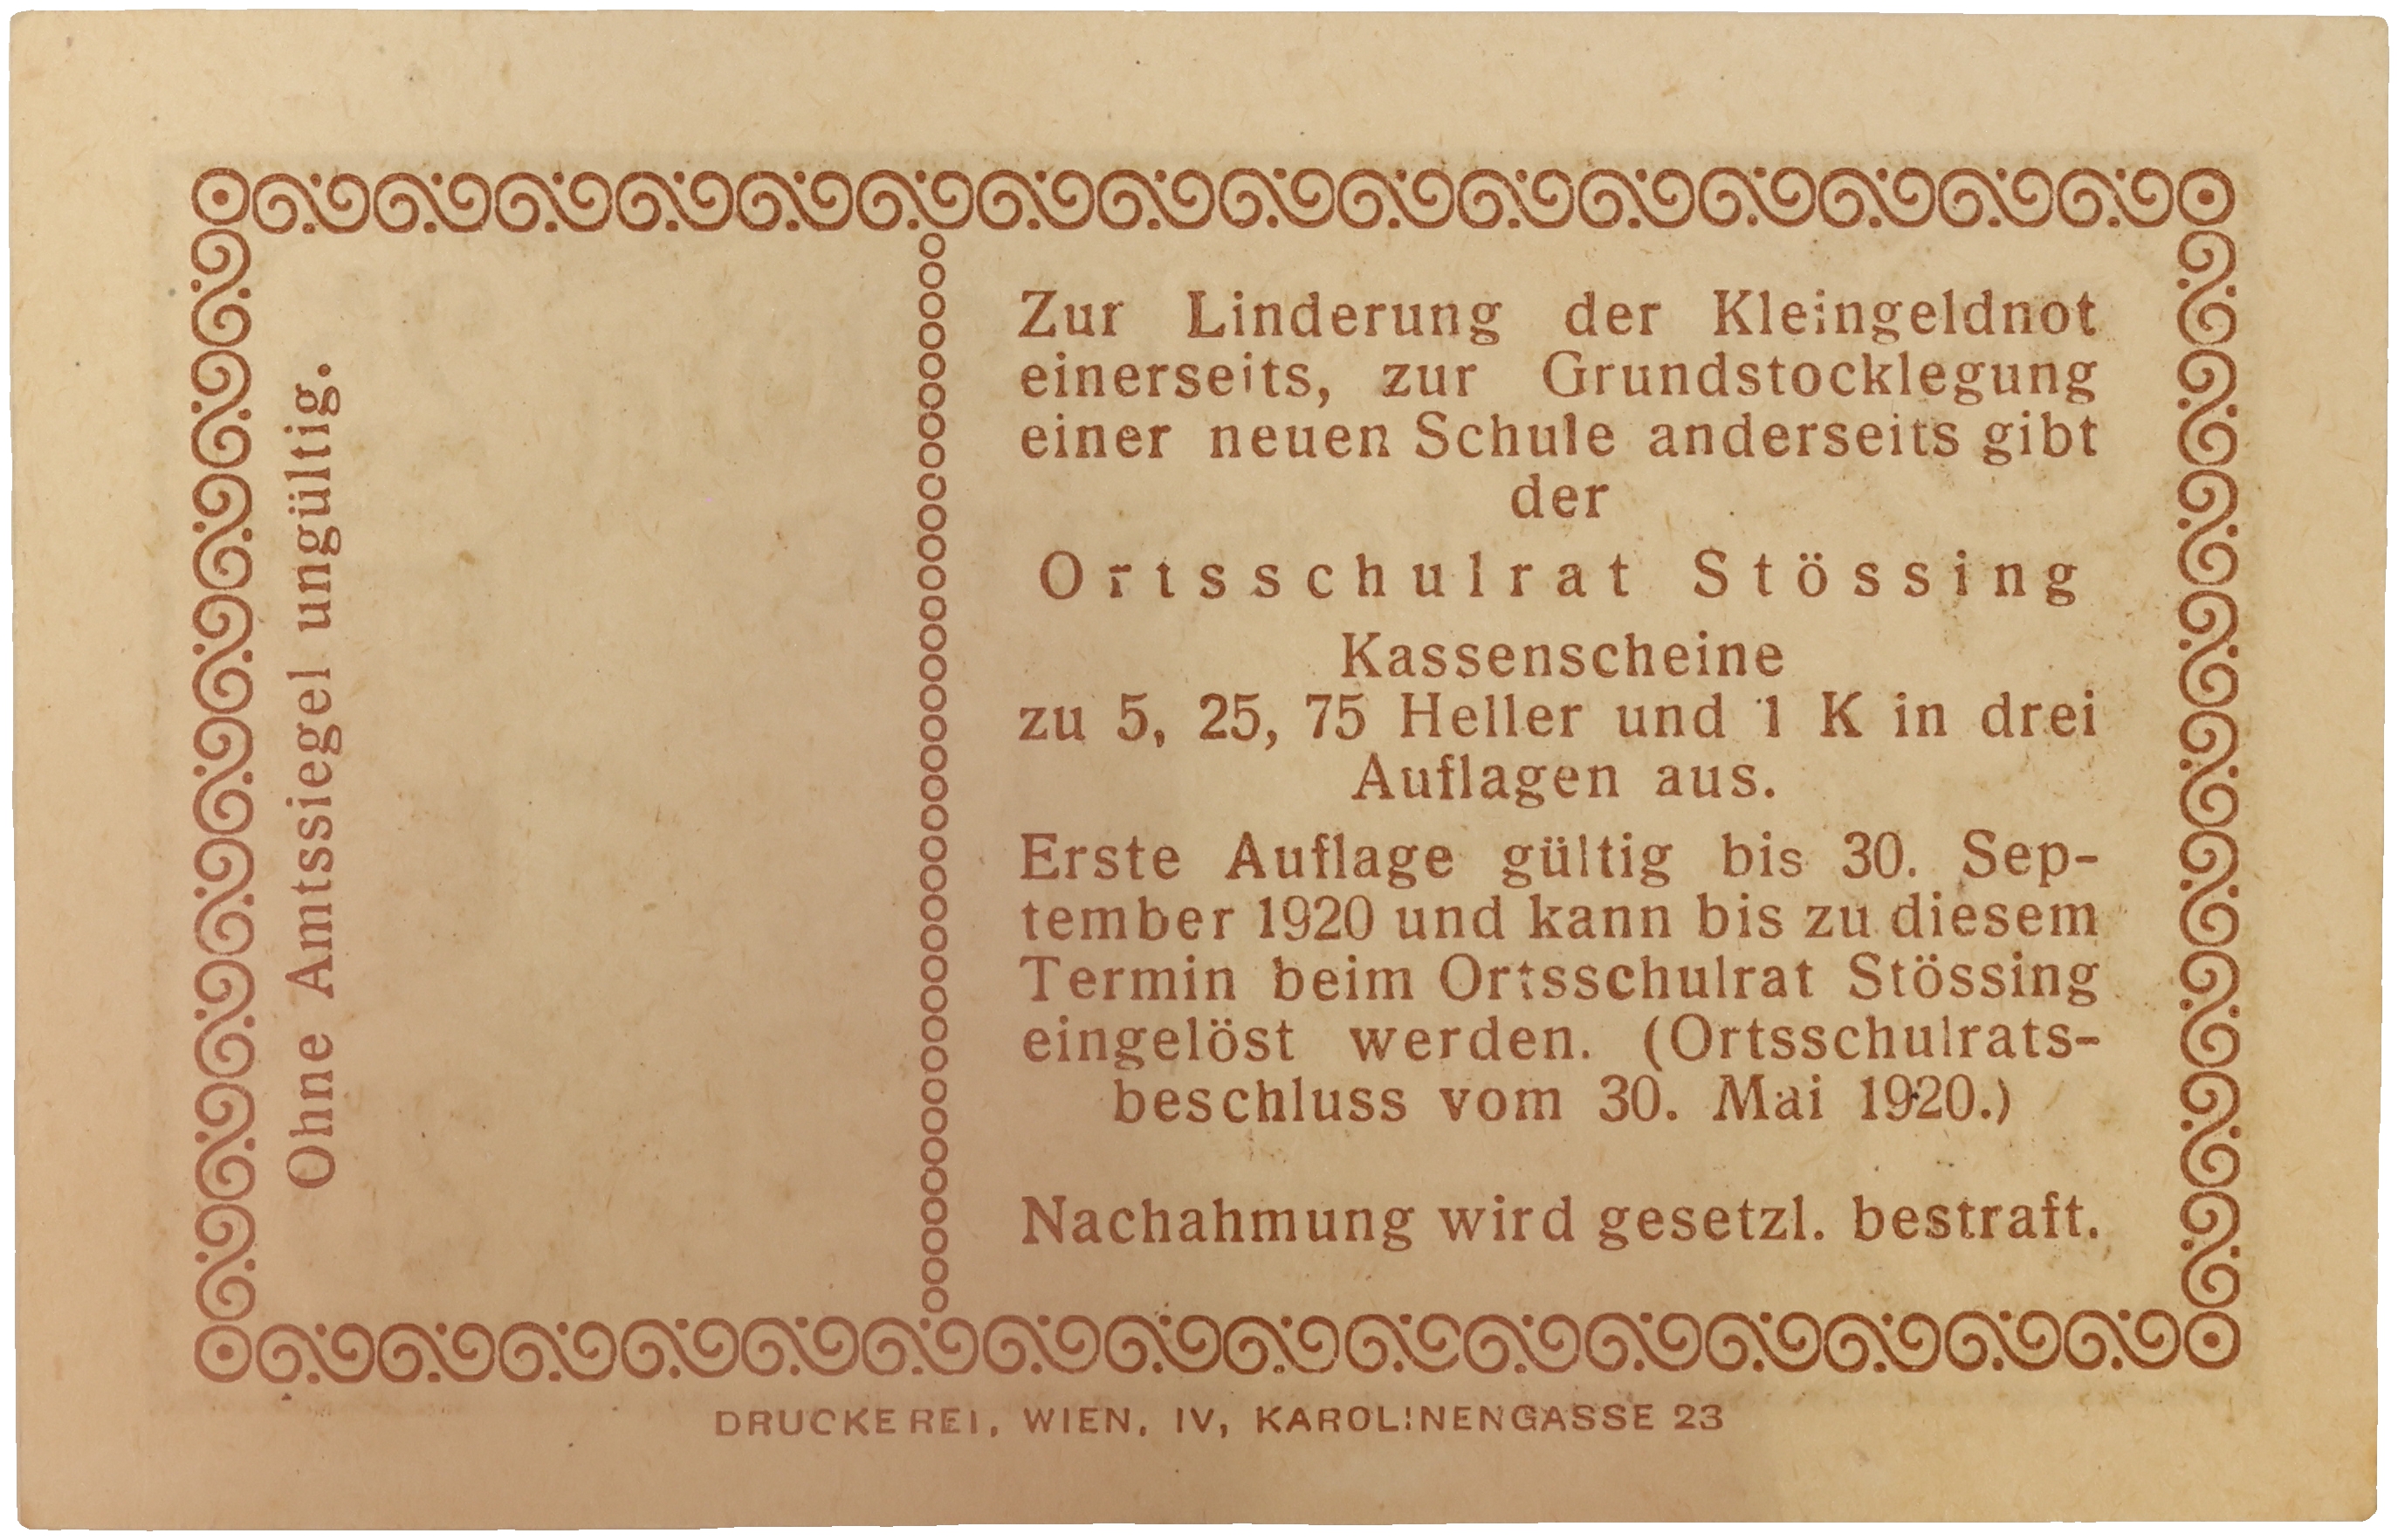 Ohne Amtssiegel ungültig.
Zur Linderung der Kleingeldnot
einerseits, zur Grundstocklegung
einer neuen Schule anderseits gibt
der
Ortsschulrat Stössing
Kassenscheine
zu 5, 25, 75 Heller und 1 K in drei
Auflagen aus.
Erste Auflage gültig bis 30. Sep-
tember 1920 und kann bis zu diesem
Termin beim Ortsschulrat Stössing
eingelöst werden. (Ortsschulrats-
beschluss vom 30. Mai 1920.)
Nachahmung wird gesetzl. bestraft.
DRUCKEREI, WIEN, IV, KAROLINENGASSE 23